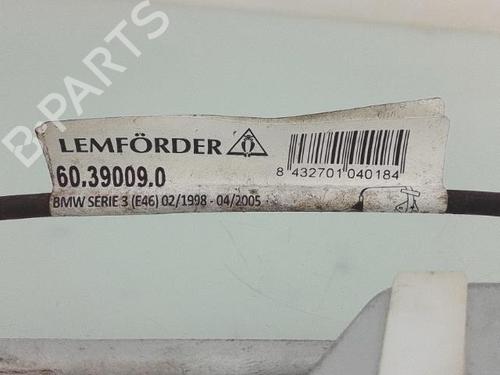 B-PARTS
LEMFÖRDER
60.39009.0
8 432701 040184
BMW SERIE 3 (E46) 02/1998 - 04/2005